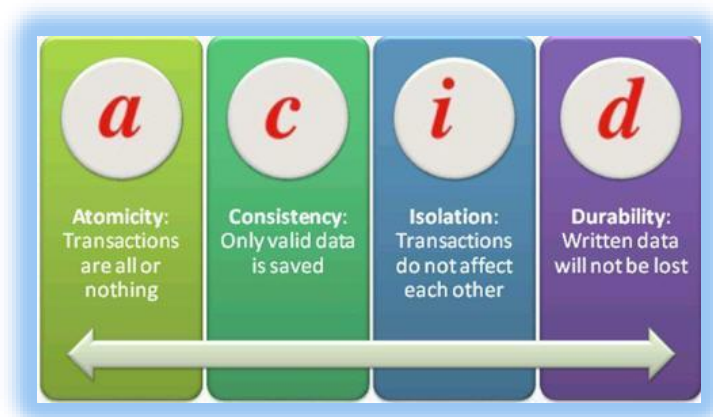 a
Atomicity:
Transactions
are all or
nothing
c
Consistency:
Only valid data
is saved
i
Isolation:
Transactions
do not affect
each other
d
Durability:
Written data
will not be lost